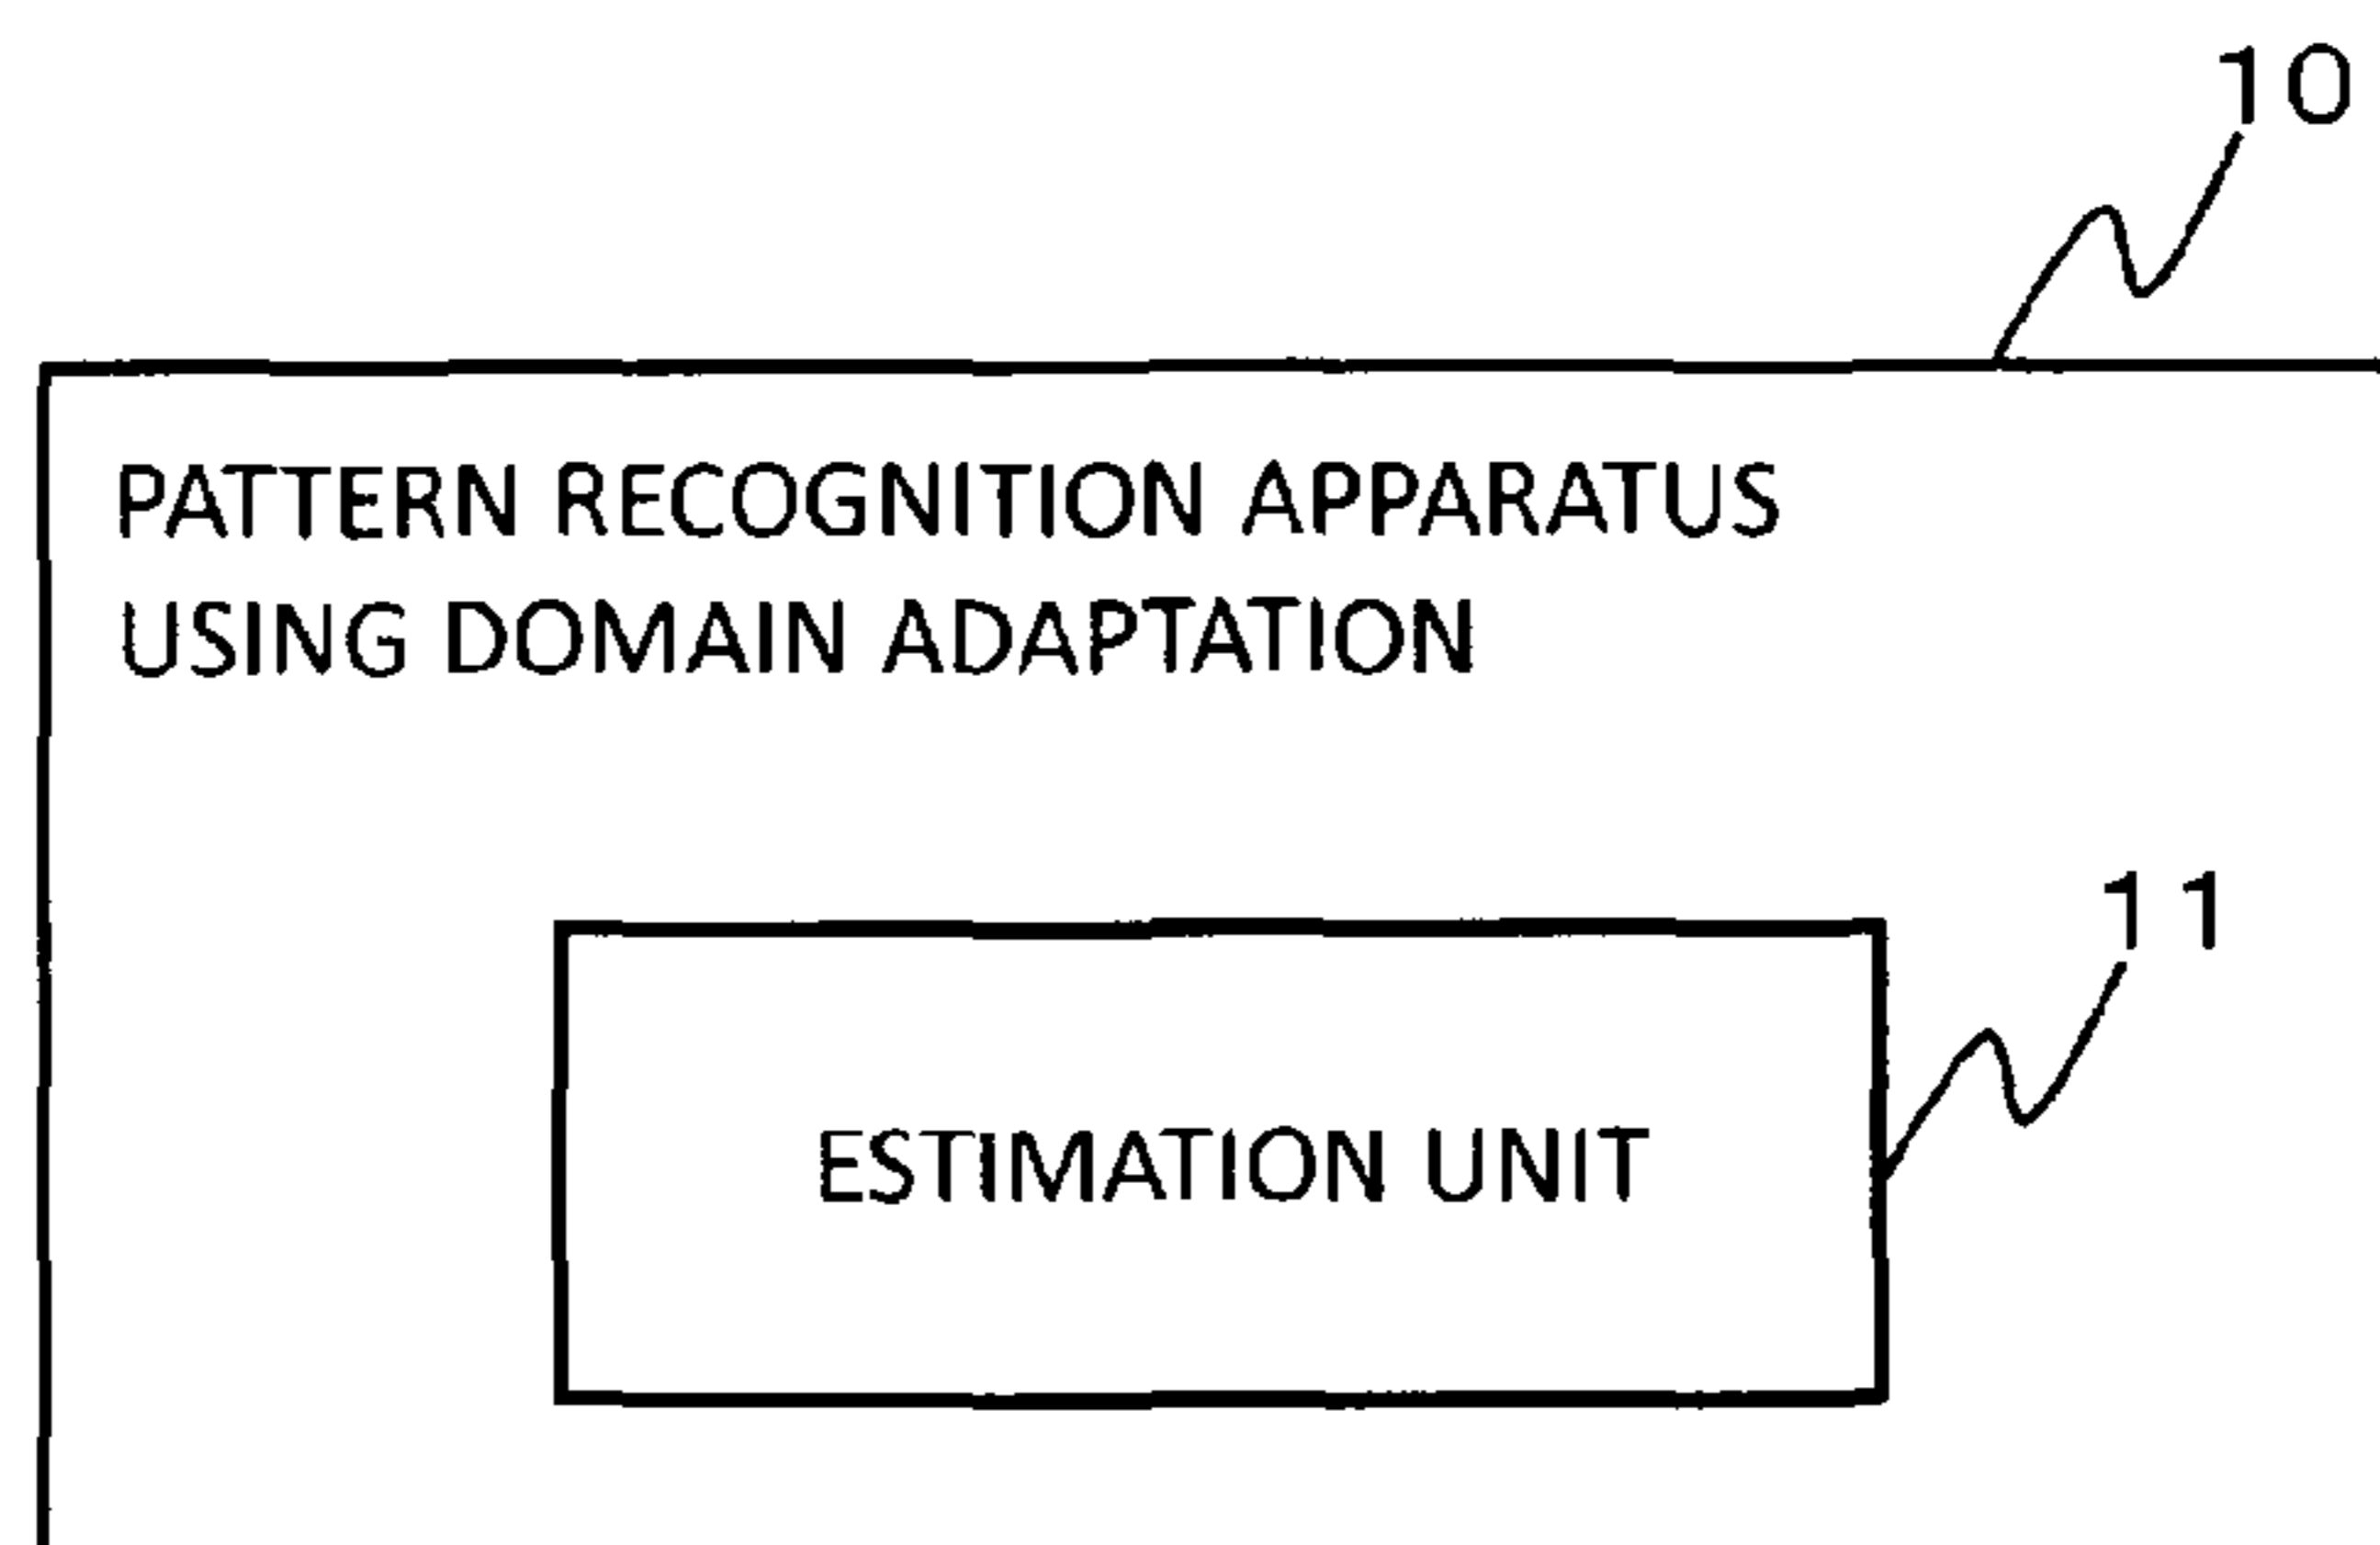 10
PATTERN RECOGNITION APPARATUS
USING DOMAIN ADAPTATION
11
ESTIMATION UNIT